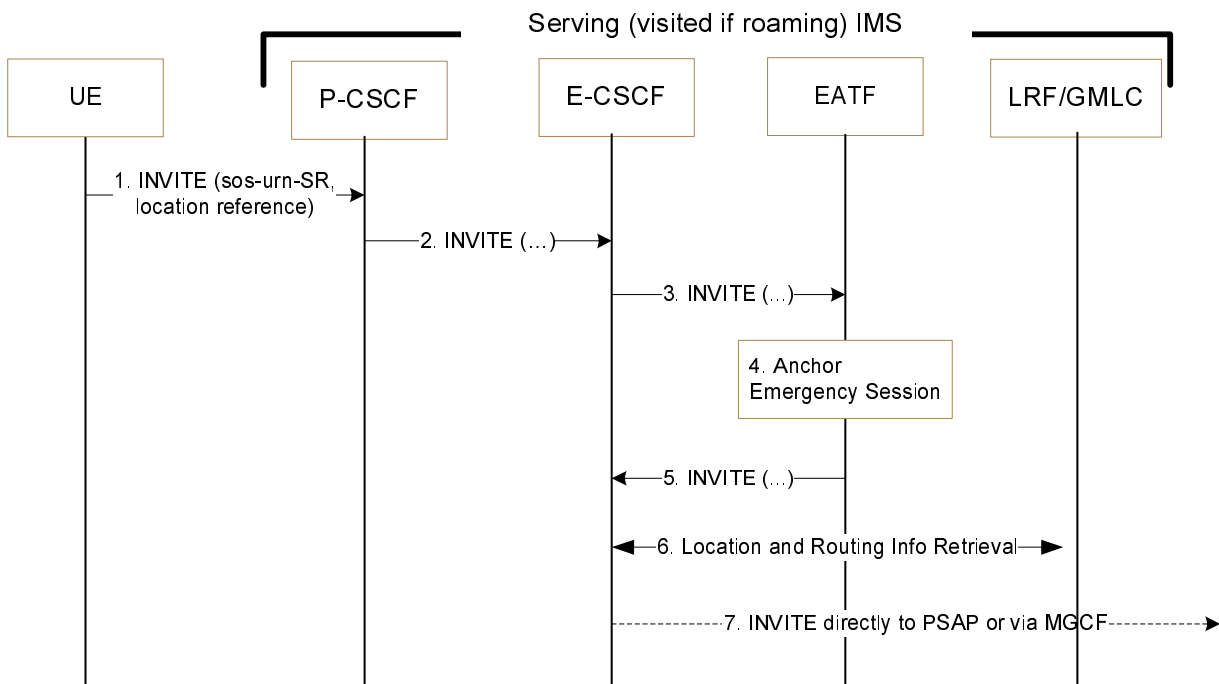 Serving (visited if roaming) IMS
UE
P-CSCF
E-CSCF
EATF
LRF/GMLC
1. INVITE (sos-urn-SR,
location reference)
2. INVITE (...)
3. INVITE (...)
4. Anchor
Emergency Session
5. INVITE (...)
6. Location and Routing Info Retrieval
7. INVITE directly to PSAP or via MGCF